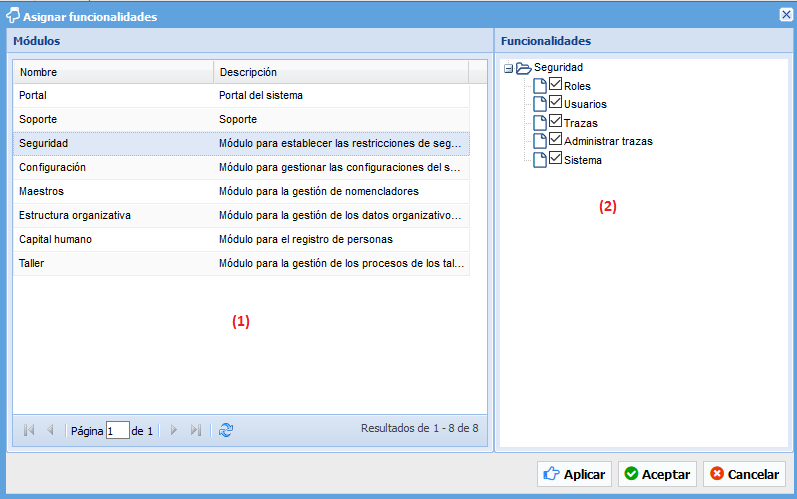 Asignar funcionalidades
Módulos
Nombre Descripción
Portal Portal del sistema
Soporte Soporte
Seguridad Módulo para establecer las restricciones de seg...
Configuración Módulo para gestionar las configuraciones del s...
Maestros Módulo para la gestión de nomencladores
Estructura organizativa Módulo para la gestión de los datos organizativo...
Capital humano Módulo para el registro de personas
Taller Módulo para la gestión de los procesos de los tal...
(1)
Página 1 de 1 Resultados de 1 - 8 de 8
Funcionalidades
Seguridad
Roles
Usuarios
Trazas
Administrar trazas
Sistema
(2)
Aplicar Aceptar Cancelar